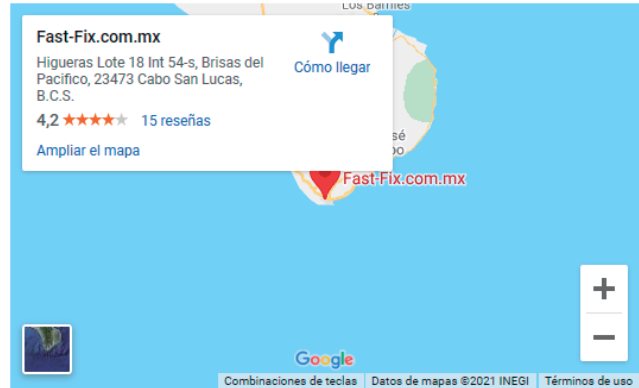 Los Barriles
Fast-Fix.com.mx
Higueras Lote 18 Int 54-s, Brisas del
Pacifico, 23473 Cabo San Lucas,
B.C.S.
Cómo llegar
4,2 15 reseñas
Ampliar el mapa
sé
bo
Fast-Fix.com.mx
+
−
Google
Combinaciones de teclas Datos de mapas ©2021 INEGI Términos de uso